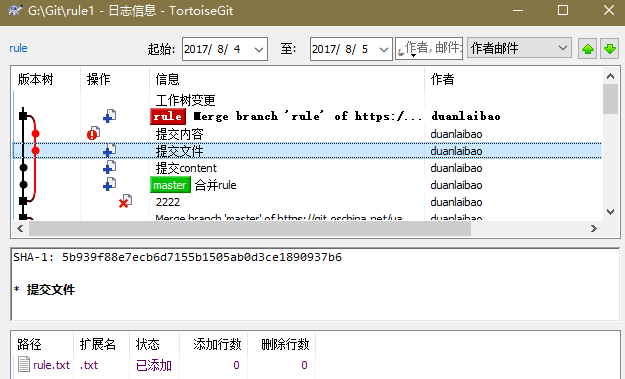 G:\Git\rule1 - 日志信息 - TortoiseGit
rule 起始: 2017/ 8/ 4 至: 2017/ 8/ 5 作者, 邮件: 作者邮件
版本树 操作 信息 作者
工作树变更
rule Merge branch 'rule' of https:/... duanlaibao
提交内容 duanlaibao
提交文件 duanlaibao
提交content duanlaibao
master 合并rule duanlaibao
2222 duanlaibao
Merge branch 'master' of https://git.oschina.net/ua duanlaibao
SHA-1: 5b939f88e7ecb6d7155b1505ab0d3ce1890937b6
* 提交文件
路径 扩展名 状态 添加行数 删除行数
rule.txt .txt 已添加 0 0